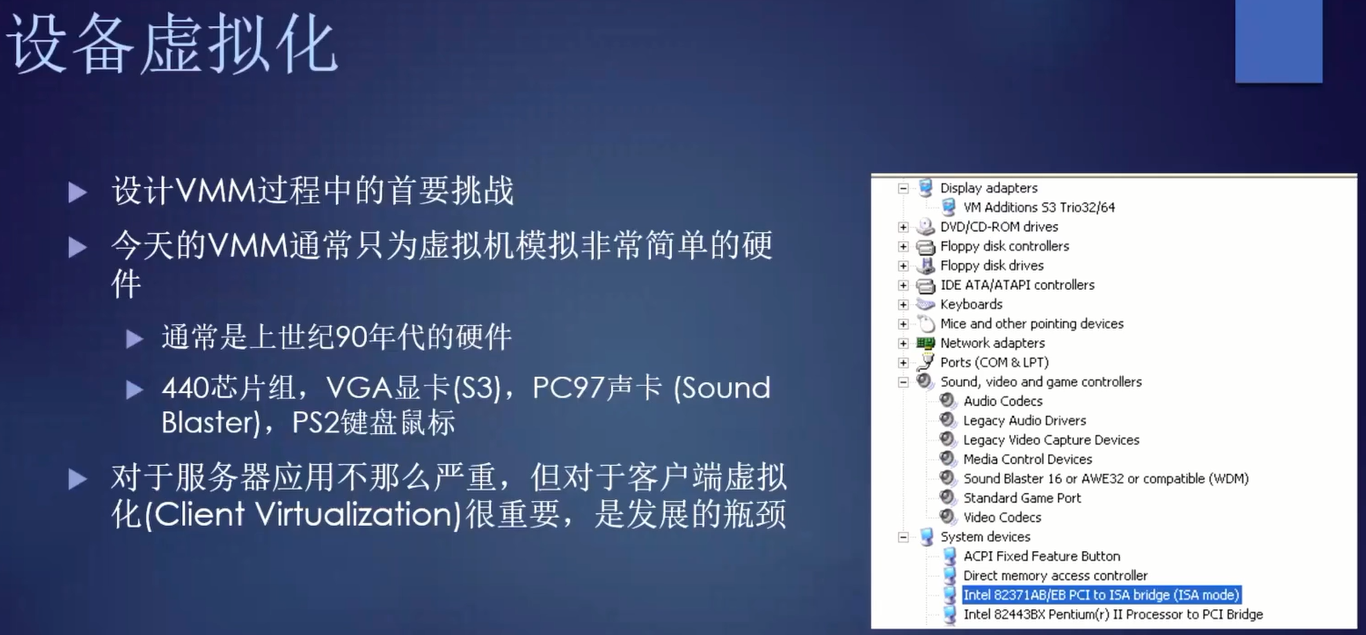 设备虚拟化
设计VMM过程中的首要挑战
今天的VMM通常只为虚拟机模拟非常简单的硬
件
通常是上世纪90年代的硬件
440芯片组，VGA显卡(S3)，PC97声卡 (Sound
Blaster)，PS2键盘鼠标
对于服务器应用不那么严重，但对于客户端虚拟
化(Client Virtualization)很重要，是发展的瓶颈
Display adapters
VM Additions S3 Trio32/64
DVD/CD-ROM drives
Floppy disk controllers
Floppy disk drives
IDE ATA/ATAPI controllers
Keyboards
Mice and other pointing devices
Network adapters
Ports (COM & LPT)
Sound, video and game controllers
Audio Codecs
Legacy Audio Drivers
Legacy Video Capture Devices
Media Control Devices
Sound Blaster 16 or AWE32 or compatible (WDM)
Standard Game Port
Video Codecs
System devices
ACPI Fixed Feature Button
Direct memory access controller
Intel 82371AB/EB PCI to ISA bridge (ISA mode)
Intel 82443BX Pentium(r) II Processor to PCI Bridge